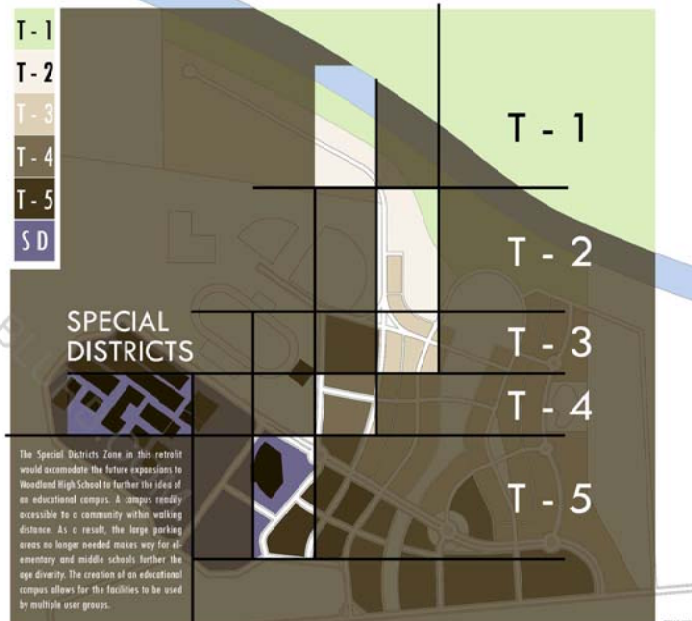 T - 1
T - 2
T - 3
T - 4
T - 5
S D
T - 1
T - 2
T - 3
T - 4
T - 5
SPECIAL
DISTRICTS
The Special Districts Zone in this retrofit
would accomodate the future expansions to
Woodland High School to further the idea of
an educational campus. A campus readily
accessible to a community within walking
distance. As a result, the large parking
areas no longer needed makes way for el-
ementary and middle schools further the
age diverity. The creation of an educational
campus allows for the facilities to be used
by multiple user groups.